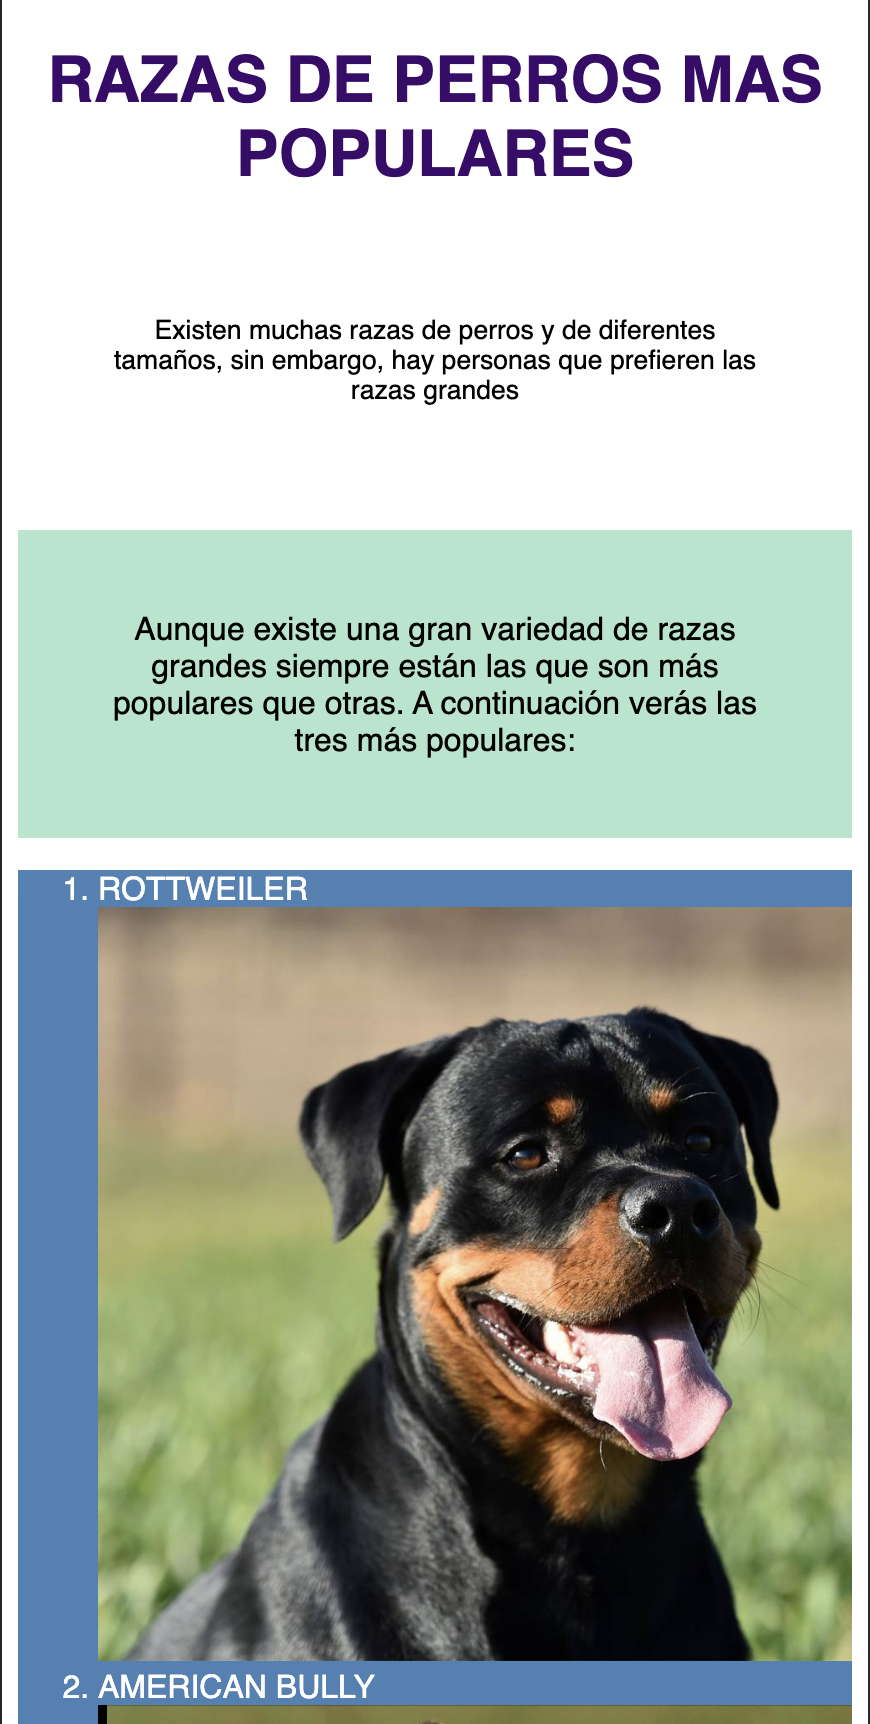 RAZAS DE PERROS MAS
POPULARES
Existen muchas razas de perros y de diferentes
tamaños, sin embargo, hay personas que prefieren las
razas grandes
Aunque existe una gran variedad de razas
grandes siempre están las que son más
populares que otras. A continuación verás las
tres más populares:
1. ROTTWEILER
2. AMERICAN BULLY